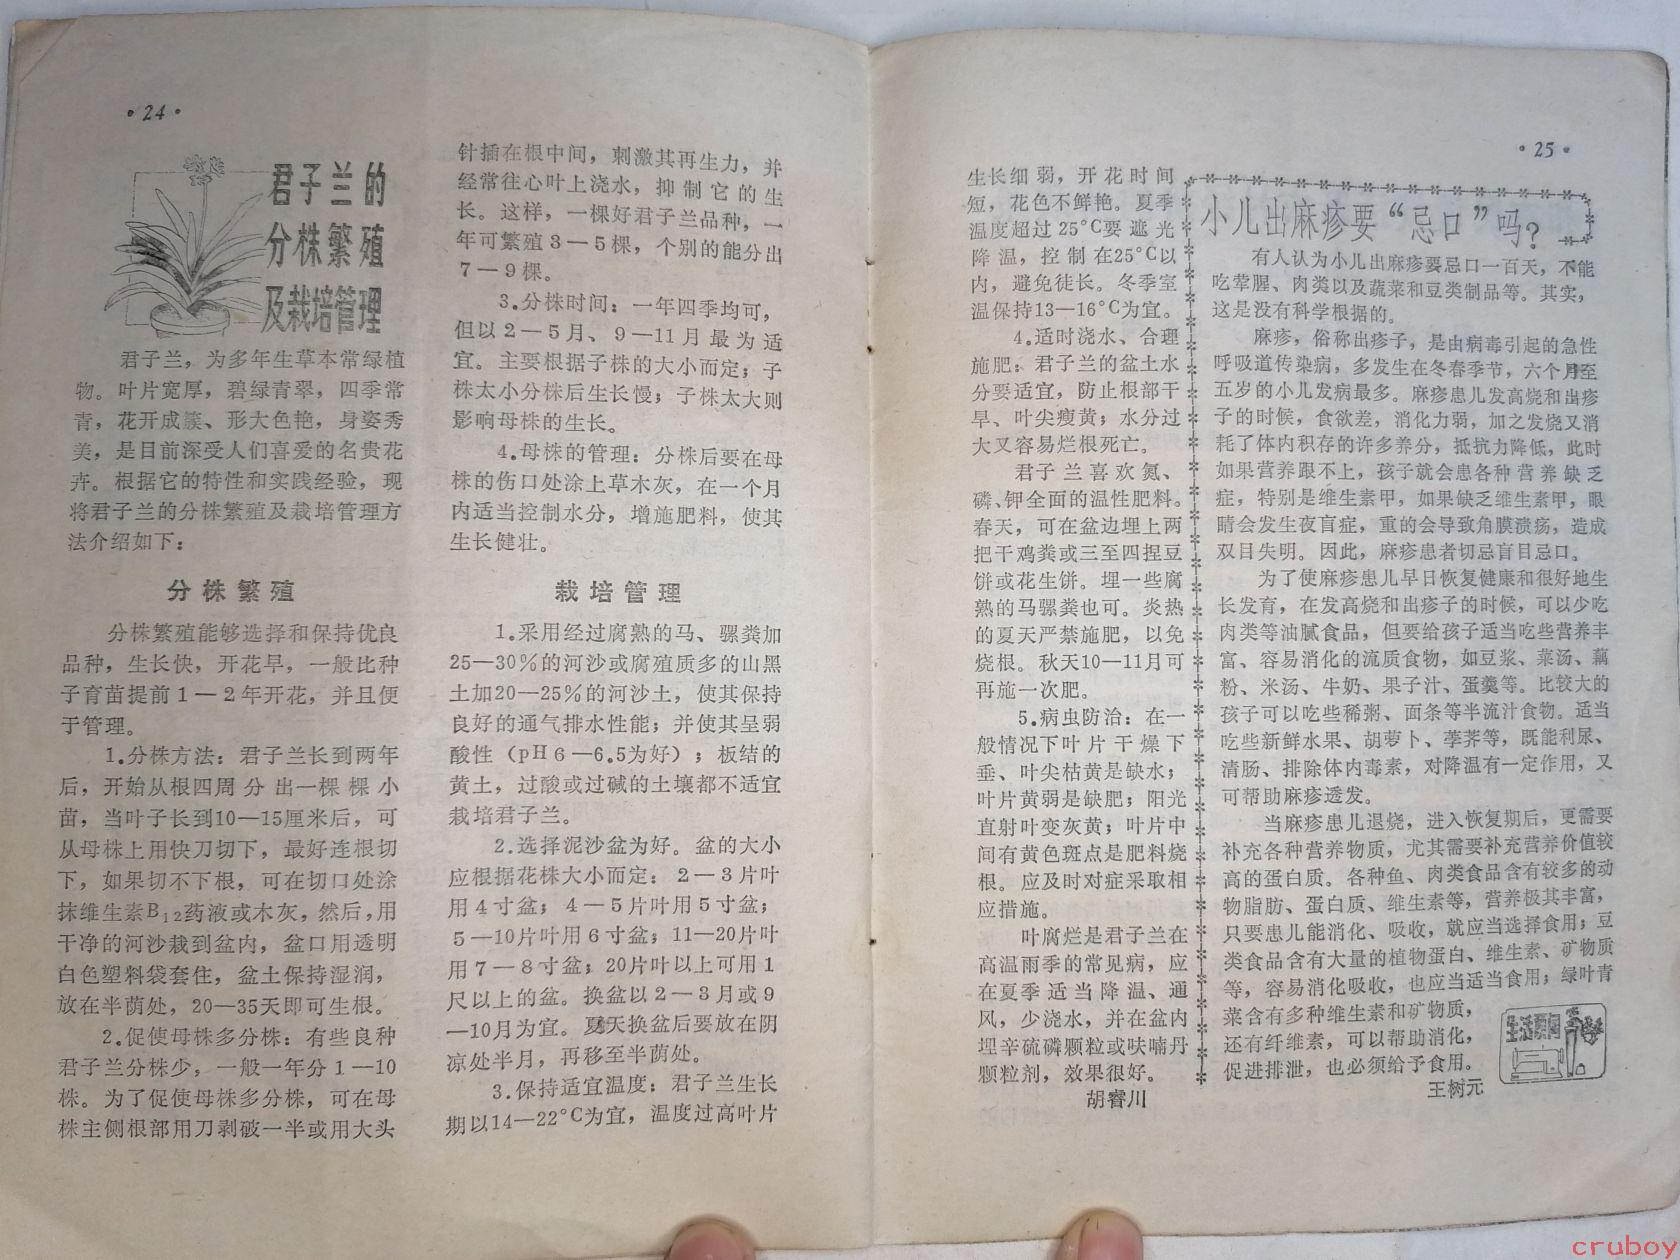 ·24·
君子兰的
分株繁殖
及栽培管理
君子兰，为多年生草本常绿植
物。叶片宽厚，碧绿青翠，四季常
青，花开成簇、形大色艳，身姿秀
美，是目前深受人们喜爱的名贵花
卉。根据它的特性和实践经验，现
将君子兰的分株繁殖及栽培管理方
法介绍如下：
分株繁殖
分株繁殖能够选择和保持优良
品种，生长快，开花早，一般比种
子育苗提前1—2年开花，并且便
于管理。
1.分株方法：君子兰长到两年
后，开始从根四周分出一棵棵小
苗，当叶子长到10—15厘米后，可
从母株上用快刀切下，最好连根切
下，如果切不下根，可在切口处涂
抹维生素B₁₂药液或木灰，然后，用
干净的河沙栽到盆内，盆口用透明
白色塑料袋套住，盆土保持湿润，
放在半荫处，20—35天即可生根。
2.促使母株多分株：有些良种
君子兰分株少，一般一年分1—10
株。为了促使母株多分株，可在母
株主侧根部用刀剥破一半或用大头
针插在根中间，刺激其再生力，并
经常往心叶上浇水，抑制它的生
长。这样，一棵好君子兰品种，一
年可繁殖3—5棵，个别的能分出
7—9棵。
3.分株时间：一年四季均可，
但以2—5月、9—11月最为适
宜。主要根据子株的大小而定；子
株太小分株后生长慢；子株太大则
影响母株的生长。
4.母株的管理：分株后要在母
株的伤口处涂上草木灰，在一个月
内适当控制水分，增施肥料，使其
生长健壮。
栽培管理
1.采用经过腐熟的马、骡粪加
25—30%的河沙或腐殖质多的山黑
土加20—25%的河沙土，使其保持
良好的通气排水性能；并使其呈弱
酸性（pH6—6.5为好）；板结的
黄土，过酸或过碱的土壤都不适宜
栽培君子兰。
2.选择泥沙盆为好。盆的大小
应根据花株大小而定：2—3片叶
用4寸盆；4—5片叶用5寸盆；
5—10片叶用6寸盆；11—20片叶
用7—8寸盆；20片叶以上可用1
尺以上的盆。换盆以2—3月或9
—10月为宜。夏天换盆后要放在阴
凉处半月，再移至半荫处。
3.保持适宜温度：君子兰生长
期以14—22°C为宜，温度过高叶片
·25·
生长细弱，开花时间
短，花色不鲜艳。夏季
温度超过25°C要遮光
降温，控制在25°C以
内，避免徒长。冬季室
温保持13—16°C为宜。
4.适时浇水、合理
施肥：君子兰的盆土水
分要适宜，防止根部干
旱、叶尖瘦黄；水分过
大又容易烂根死亡。
君子兰喜欢氮、
磷、钾全面的温性肥料。
春天，可在盆边埋上两
把干鸡粪或三至四捏豆
饼或花生饼。埋一些腐
熟的马骡粪也可。炎热
的夏天严禁施肥，以免
烧根。秋天10—11月可
再施一次肥。
5.病虫防治：在一
般情况下叶片干燥下
垂、叶尖枯黄是缺水；
叶片黄弱是缺肥；阳光
直射叶变灰黄；叶片中
间有黄色斑点是肥料烧
根。应及时对症采取相
应措施。
叶腐烂是君子兰在
高温雨季的常见病，应
在夏季适当降温、通
风，少浇水，并在盆内
埋辛硫磷颗粒或呋喃丹
颗粒剂，效果很好。
胡睿川
小儿出麻疹要“忌口”吗？
有人认为小儿出麻疹要忌口一百天，不能
吃荤腥、肉类以及蔬菜和豆类制品等。其实，
这是没有科学根据的。
麻疹，俗称出疹子，是由病毒引起的急性
呼吸道传染病，多发生在冬春季节，六个月至
五岁的小儿发病最多。麻疹患儿发高烧和出疹
子的时候，食欲差，消化力弱，加之发烧又消
耗了体内积存的许多养分，抵抗力降低，此时
如果营养跟不上，孩子就会患各种营养缺乏
症，特别是维生素甲，如果缺乏维生素甲，眼
睛会发生夜盲症，重的会导致角膜溃疡，造成
双目失明。因此，麻疹患者切忌盲目忌口。
为了使麻疹患儿早日恢复健康和很好地生
长发育，在发高烧和出疹子的时候，可以少吃
肉类等油腻食品，但要给孩子适当吃些营养丰
富、容易消化的流质食物，如豆浆、菜汤、藕
粉、米汤、牛奶、果子汁、蛋羹等。比较大的
孩子可以吃些稀粥、面条等半流汁食物。适当
吃些新鲜水果、胡萝卜、荸荠等，既能利尿、
清肠、排除体内毒素，对降温有一定作用，又
可帮助麻疹透发。
当麻疹患儿退烧，进入恢复期后，更需要
补充各种营养物质，尤其需要补充营养价值较
高的蛋白质。各种鱼、肉类食品含有较多的动
物脂肪、蛋白质、维生素等，营养极其丰富，
只要患儿能消化、吸收，就应当选择食用；豆
类食品含有大量的植物蛋白、维生素、矿物质
等，容易消化吸收，也应当适当食用；绿叶青
菜含有多种维生素和矿物质，
还有纤维素，可以帮助消化，
促进排泄，也必须给予食用。
王树元
生活顾问
cruboy